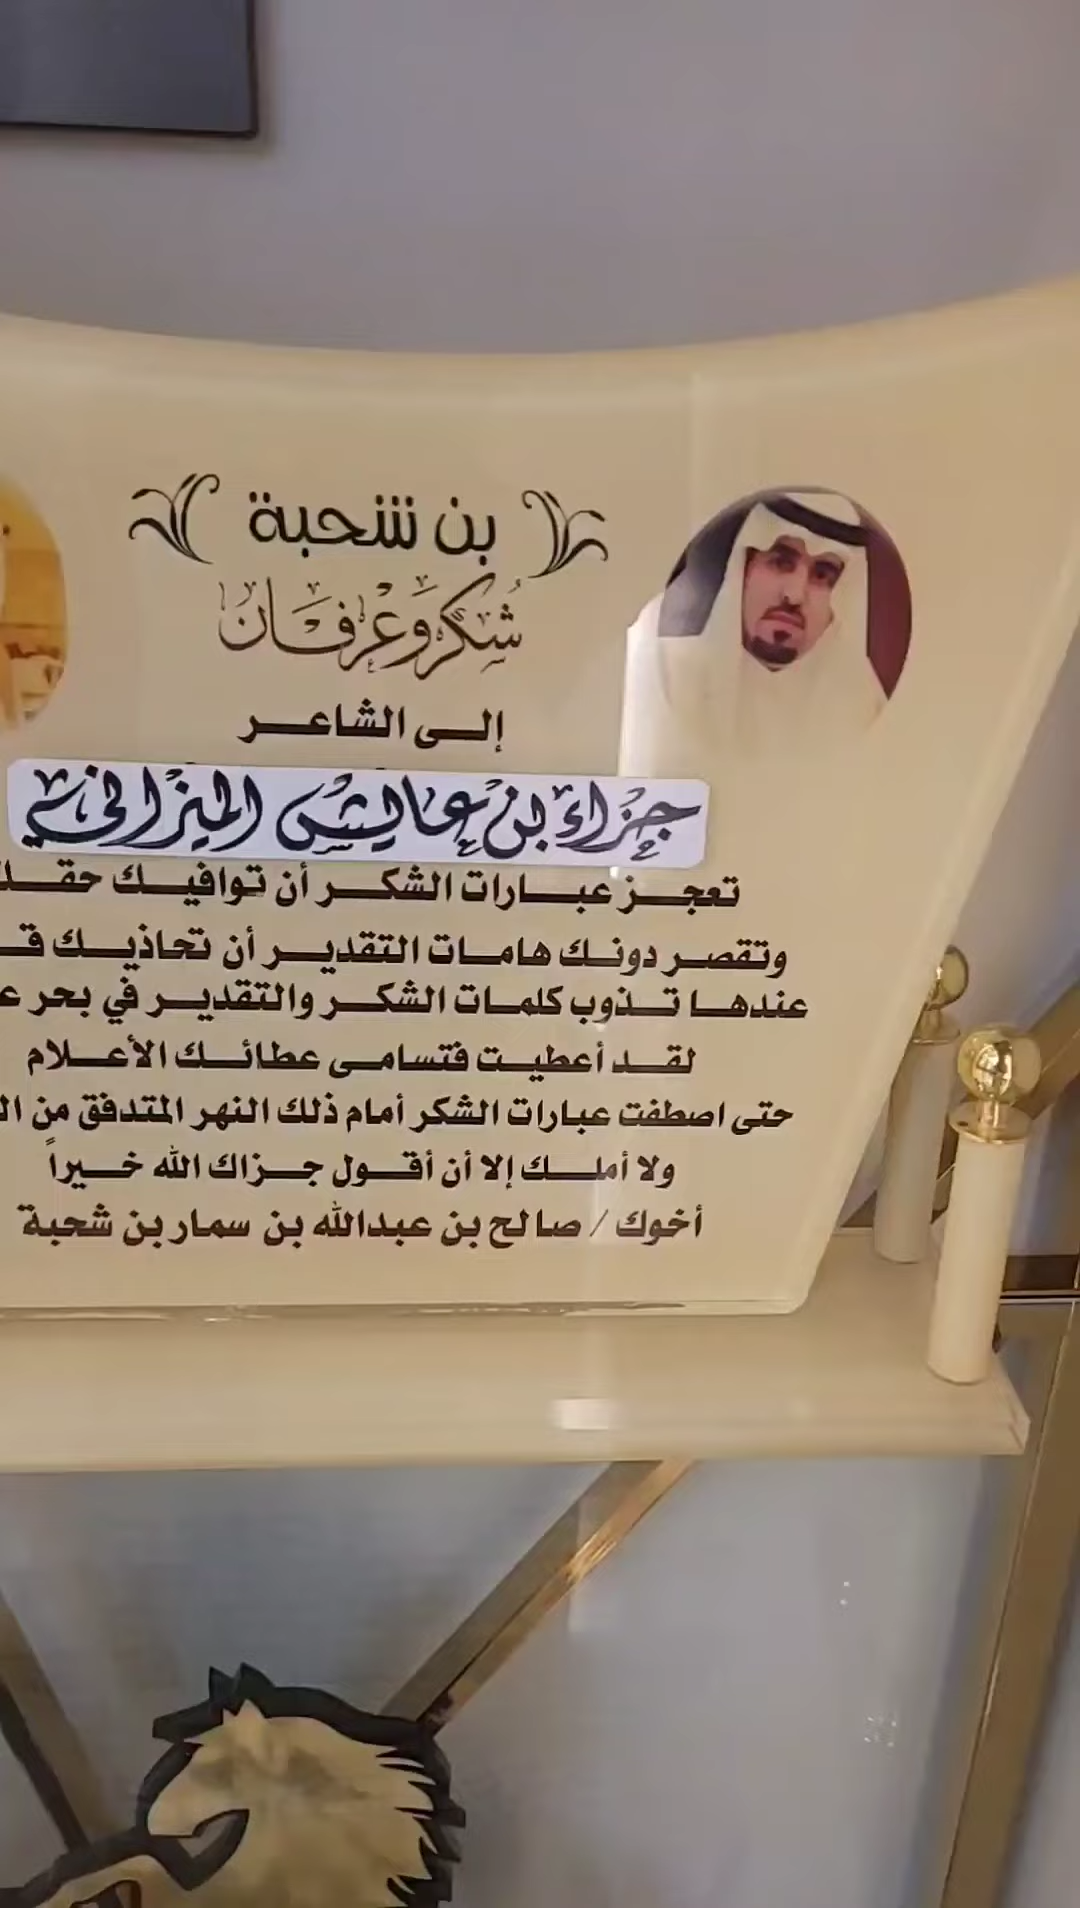 بن شحبة
شكر وعرفان
إلى الشاعر
جزاء بن عايش الميزاني
تعجز عبارات الشكر أن توافيك
وتقصر دونك هامات التقدير أن تحاذيك
عندها تذوب كلمات الشكر والتقدير في بحر
لقد أعطيت فتسامى عطائك الأعلام
حتى اصطفت عبارات الشكر أمام ذلك النهر المتدفق من
ولا أملك إلا أن أقول جزاك الله خيراً
أخوك / صالح بن عبدالله بن سمار بن شحبة